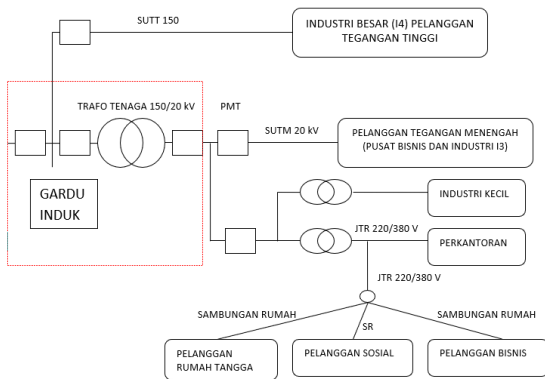 SUTT 150
INDUSTRI BESAR (I4) PELANGGAN
TEGANGAN TINGGI
TRAFO TENAGA 150/20 kV
PMT
SUTM 20 kV
PELANGGAN TEGANGAN MENENGAH
(PUSAT BISNIS DAN INDUSTRI I3)
GARDU
INDUK
INDUSTRI KECIL
JTR 220/380 V
PERKANTORAN
JTR 220/380 V
SAMBUNGAN RUMAH
SR
SAMBUNGAN RUMAH
PELANGGAN
RUMAH TANGGA
PELANGGAN SOSIAL
PELANGGAN BISNIS